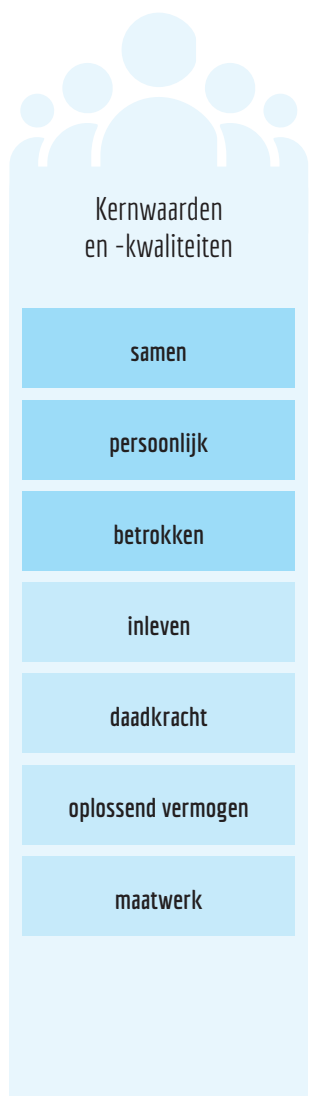 Kernwaarden
en -kwaliteiten
samen
persoonlijk
betrokken
inleven
daadkracht
oplossend vermogen
maatwerk